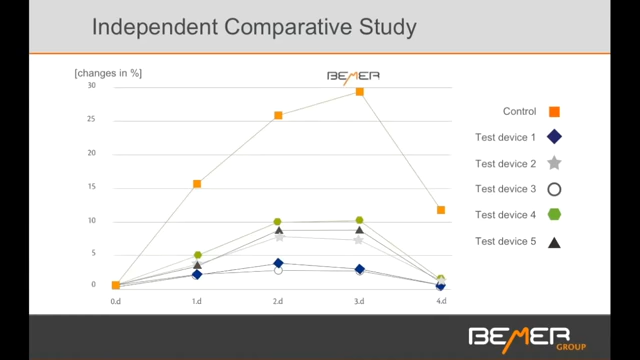 Independent Comparative Study
[changes in %]
BEMER
30
25
20
15
10
5
0
0.d 1.d 2.d 3.d 4.d
Control
Test device 1
Test device 2
Test device 3
Test device 4
Test device 5
BEMER
GROUP